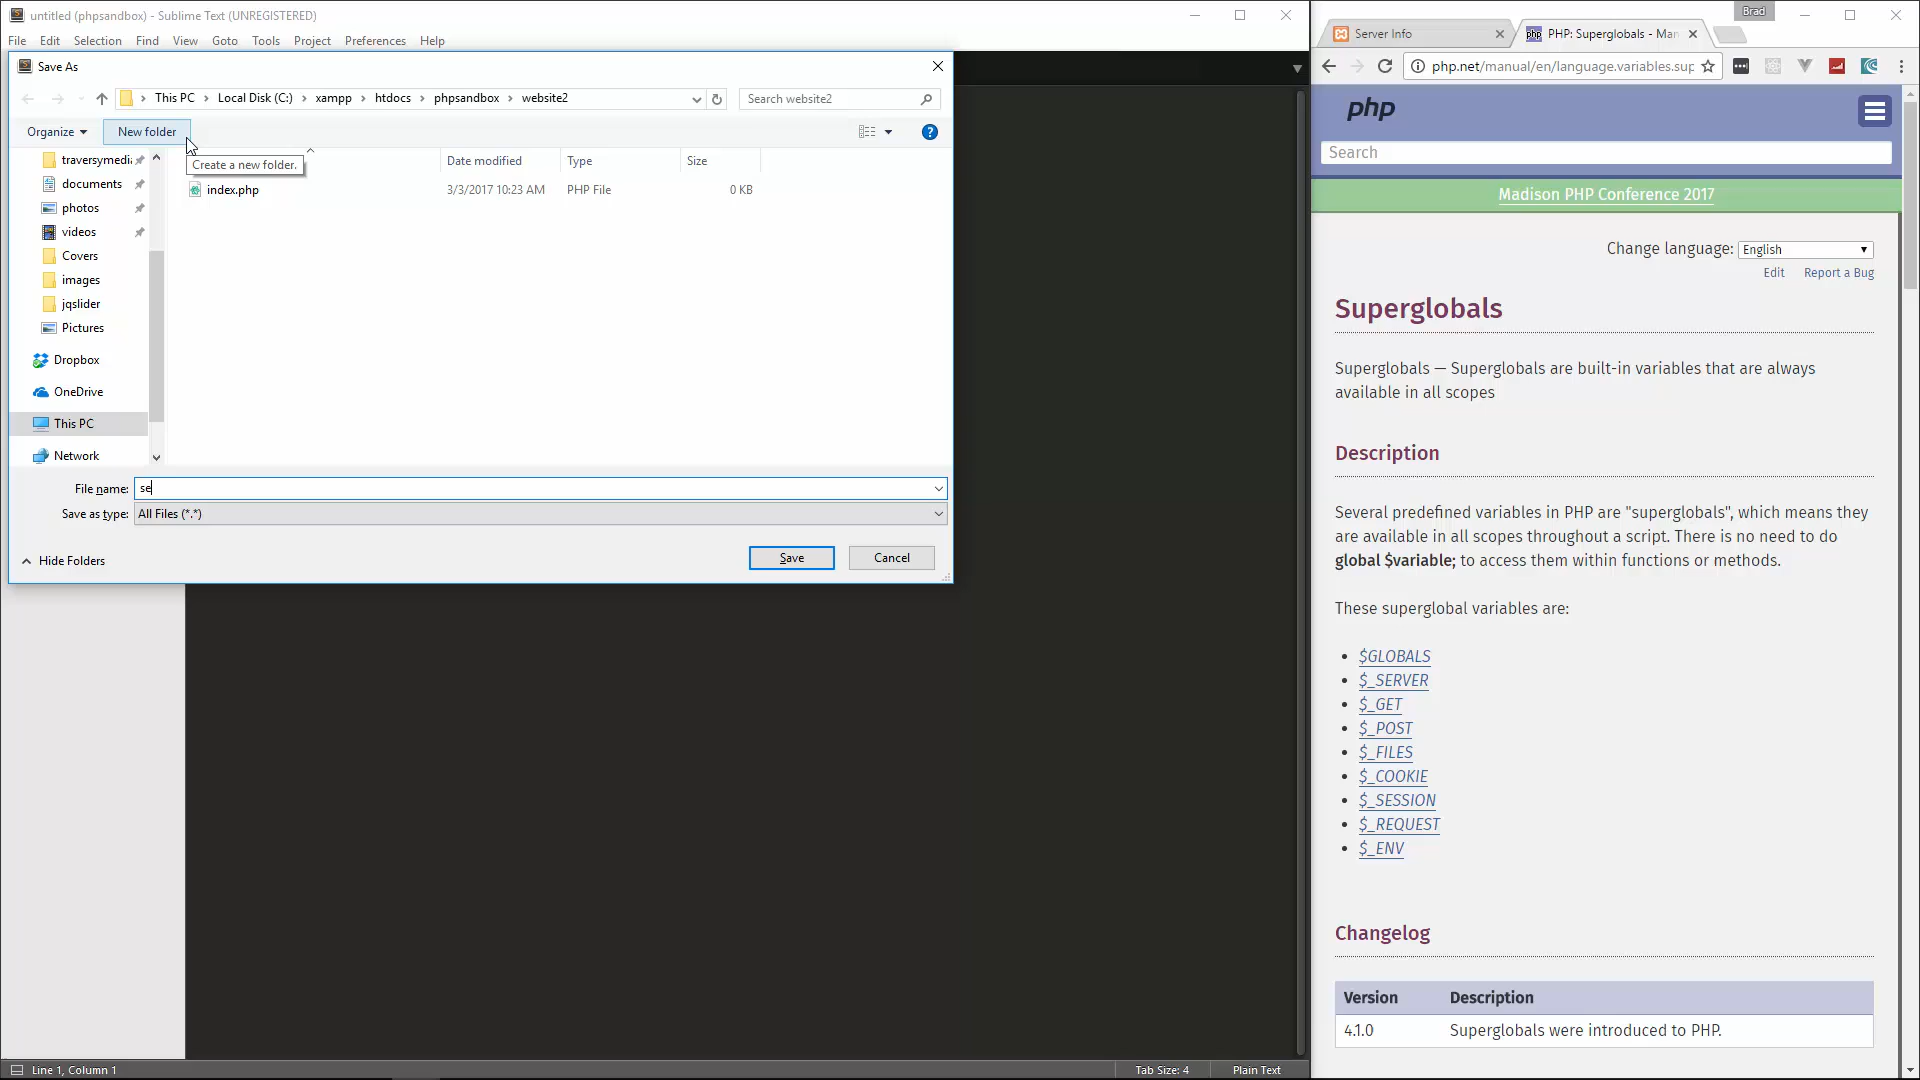 untitled (phpsandbox) - Sublime Text (UNREGISTERED)
File Edit Selection Find View Goto Tools Project Preferences Help
Save As
This PC > Local Disk (C:) > xampp > htdocs > phpsandbox > website2
Search website2
Organize
New folder
Create a new folder.
Date modified
Type
Size
index.php
3/3/2017 10:23 AM
PHP File
0 KB
documents
photos
videos
Covers
images
jqslider
Pictures
Dropbox
OneDrive
This PC
Network
File name:
se
Save as type:
All Files (*.*)
Hide Folders
Save
Cancel
Line 1, Column 1
Tab Size: 4
Plain Text
Brad
Server Info
PHP: Superglobals - Man
php.net/manual/en/language.variables.sup
php
Search
Madison PHP Conference 2017
Change language:
English
Edit
Report a Bug
Superglobals
Superglobals — Superglobals are built-in variables that are always
available in all scopes
Description
Several predefined variables in PHP are "superglobals", which means they
are available in all scopes throughout a script. There is no need to do
global $variable; to access them within functions or methods.
These superglobal variables are:
$GLOBALS
$_SERVER
$_GET
$_POST
$_FILES
$_COOKIE
$_SESSION
$_REQUEST
$_ENV
Changelog
Version
Description
4.1.0
Superglobals were introduced to PHP.